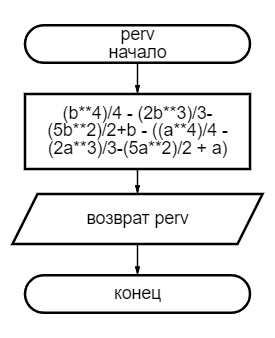 perv
начало
(b**4)/4 - (2b**3)/3-
(5b**2)/2+b - ((a**4)/4 -
(2a**3)/3-(5a**2)/2 + a)
возврат perv
конец